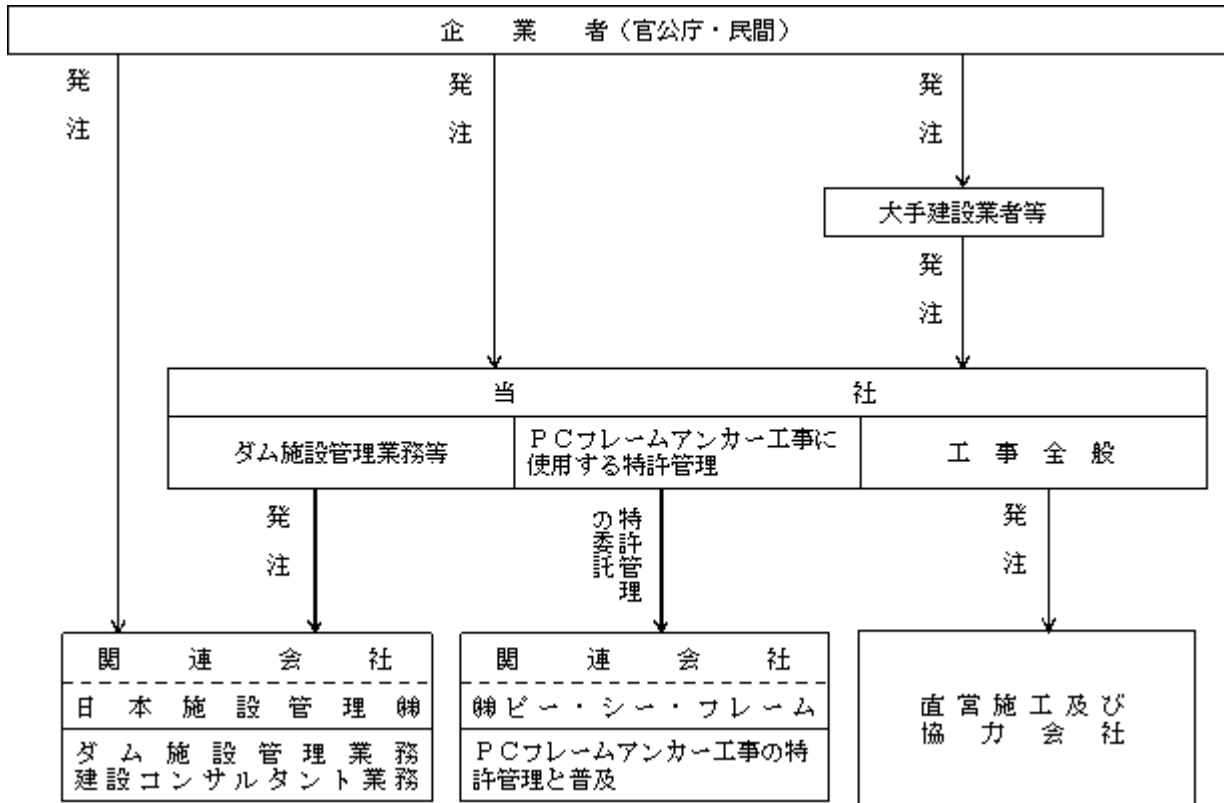 企業者（官公庁・民間）
発注
発注
発注
大手建設業者等
発注
当社
ダム施設管理業務等
ＰＣフレームアンカー工事に
使用する特許管理
工事全般
発注
特許管理
の委託
発注
関連会社
日本施設管理㈱
ダム施設管理業務
建設コンサルタント業務
関連会社
㈱ピー・シー・フレーム
ＰＣフレームアンカー工事の特
許管理と普及
直営施工及び
協力会社